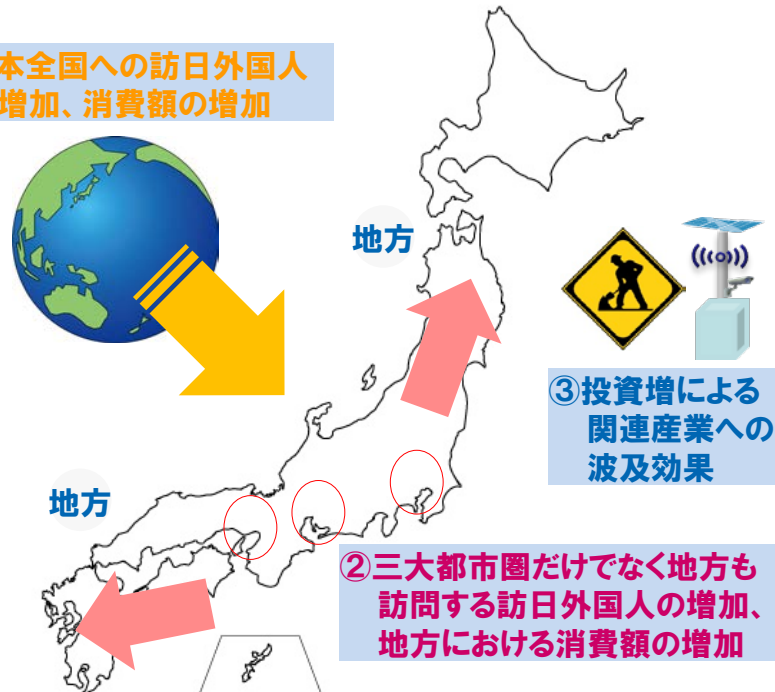 本全国への訪日外国人
増加、消費額の増加
地方
③投資増による
関連産業への
波及効果
地方
②三大都市圏だけでなく地方も
訪問する訪日外国人の増加、
地方における消費額の増加